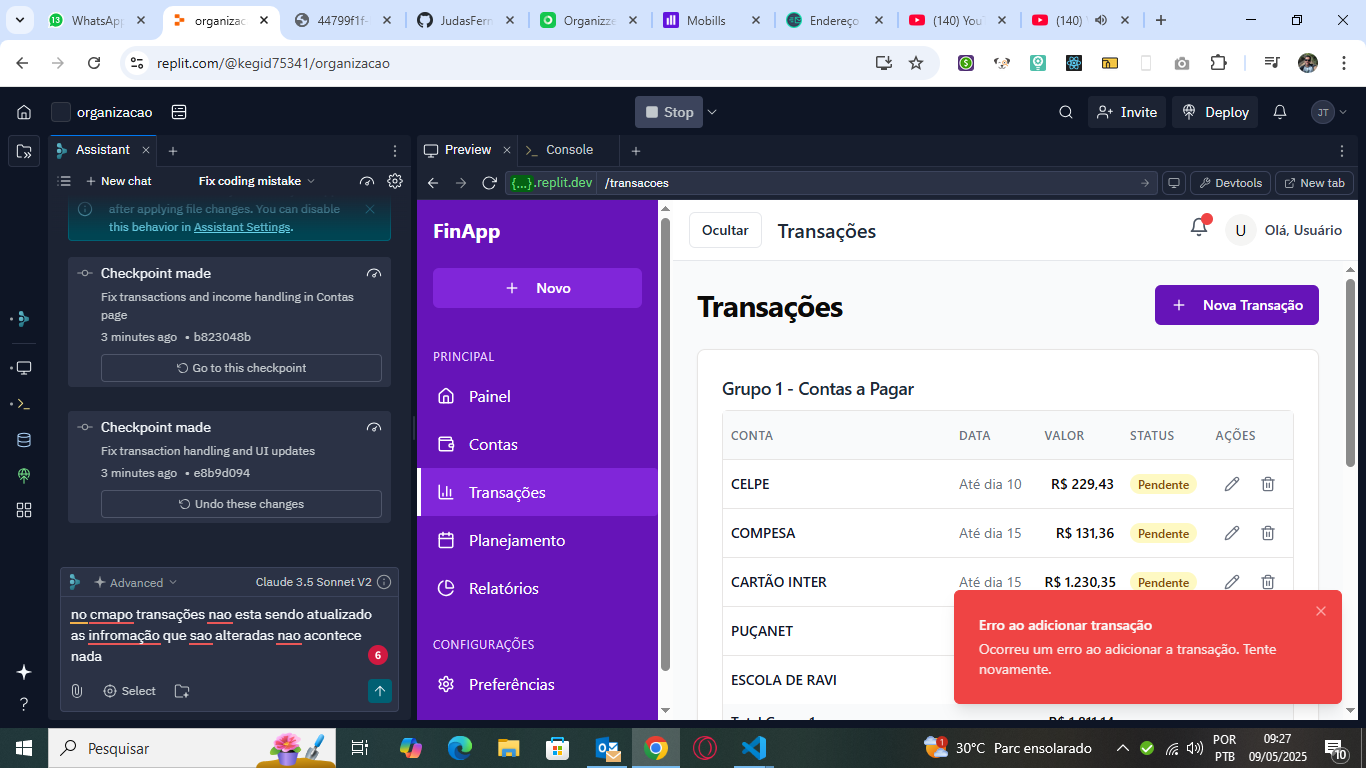 13
WhatsApp
organizac
44799f1f-
JudasFern
Organizze
Mobills
Endereço
(140) You
(140)
replit.com/@kegid75341/organizacao
organizacao
Stop
Invite
Deploy
JT
Assistant
Preview
Console
New chat
Fix coding mistake
{...}.replit.dev
/transacoes
Devtools
New tab
after applying file changes. You can disable
this behavior in Assistant Settings.
Checkpoint made
Fix transactions and income handling in Contas
page
3 minutes ago • b823048b
Go to this checkpoint
Checkpoint made
Fix transaction handling and UI updates
3 minutes ago • e8b9d094
Undo these changes
Advanced
Claude 3.5 Sonnet V2
no cmapo transações nao esta sendo atualizado
as infromação que sao alteradas nao acontece
nada
6
Select
FinApp
+ Novo
PRINCIPAL
Painel
Contas
Transações
Planejamento
Relatórios
CONFIGURAÇÕES
Preferências
Ocultar
Transações
U
Olá, Usuário
Transações
+ Nova Transação
Grupo 1 - Contas a Pagar
CONTA DATA VALOR STATUS AÇÕES
CELPE Até dia 10 R$ 229,43 Pendente
COMPESA Até dia 15 R$ 131,36 Pendente
CARTÃO INTER Até dia 15 R$ 1.230,35 Pendente
PUÇANET
ESCOLA DE RAVI
Total Grupo 1 R$ 1.911,14
Erro ao adicionar transação
Ocorreu um erro ao adicionar a transação. Tente
novamente.
Pesquisar
1
30°C Parc ensolarado
POR
PTB
09:27
09/05/2025
10